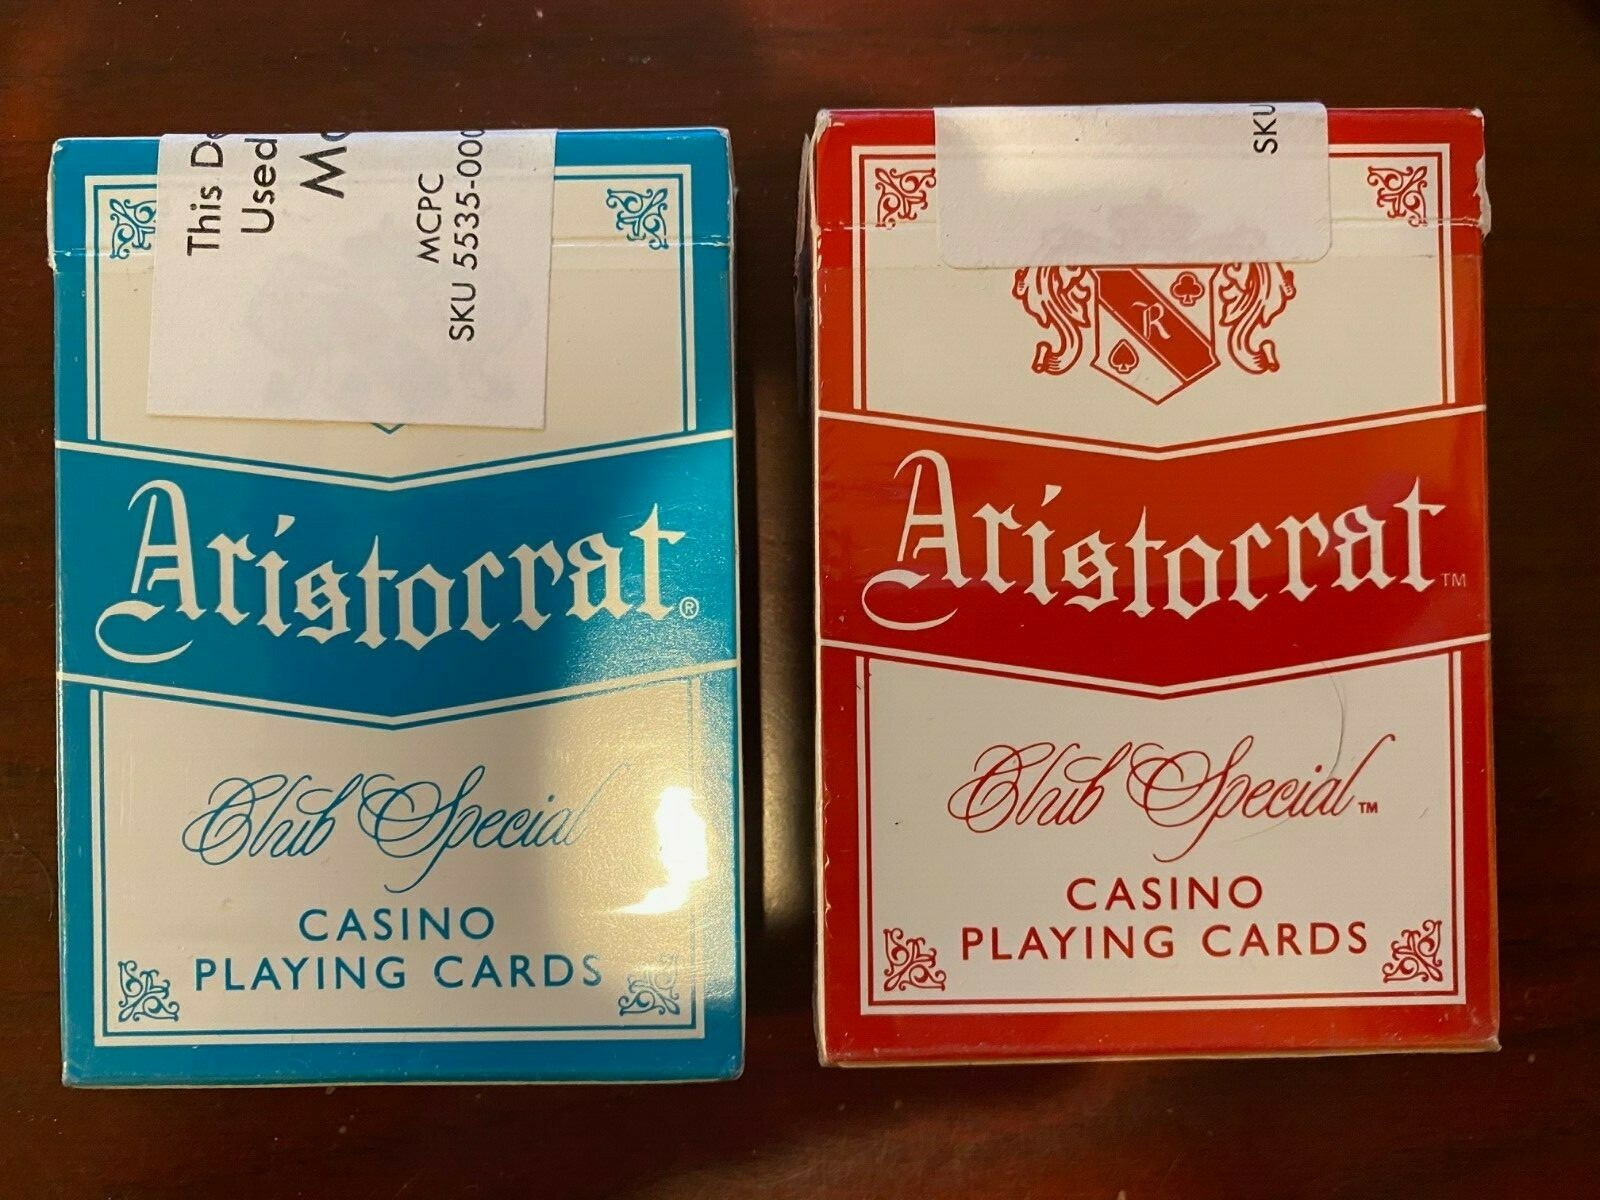 This
Used
MCPC
SKU 5535-000
Aristocrat®
Club Special
CASINO
PLAYING CARDS
SKU
R
Aristocrat™
Club Special™
CASINO
PLAYING CARDS